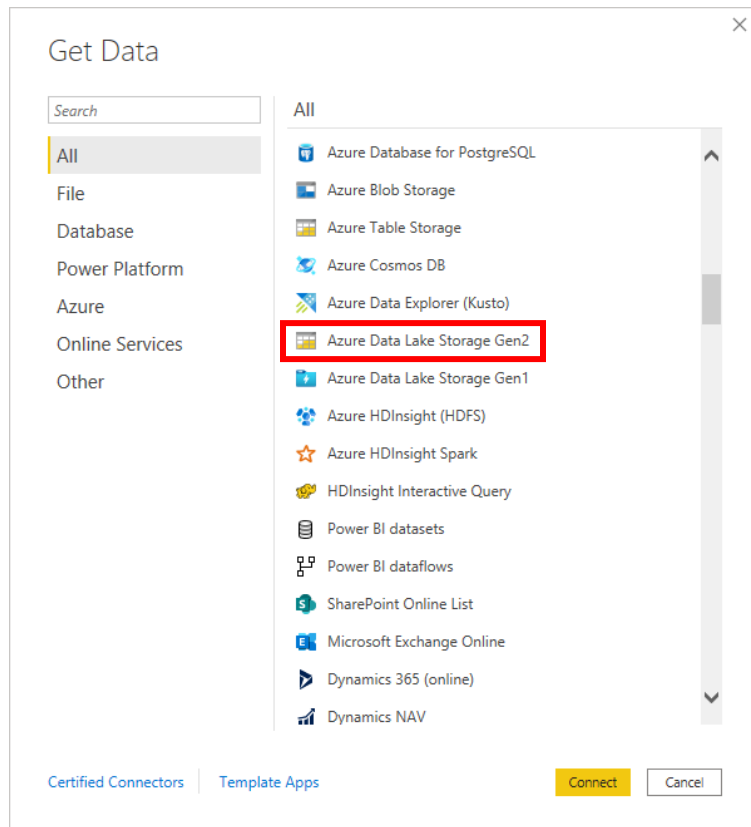 Get Data
Search
All
File
Database
Power Platform
Azure
Online Services
Other
All
Azure Database for PostgreSQL
Azure Blob Storage
Azure Table Storage
Azure Cosmos DB
Azure Data Explorer (Kusto)
Azure Data Lake Storage Gen2
Azure Data Lake Storage Gen1
Azure HDInsight (HDFS)
Azure HDInsight Spark
HDInsight Interactive Query
Power BI datasets
Power BI dataflows
SharePoint Online List
Microsoft Exchange Online
Dynamics 365 (online)
Dynamics NAV
Certified Connectors
Template Apps
Connect
Cancel